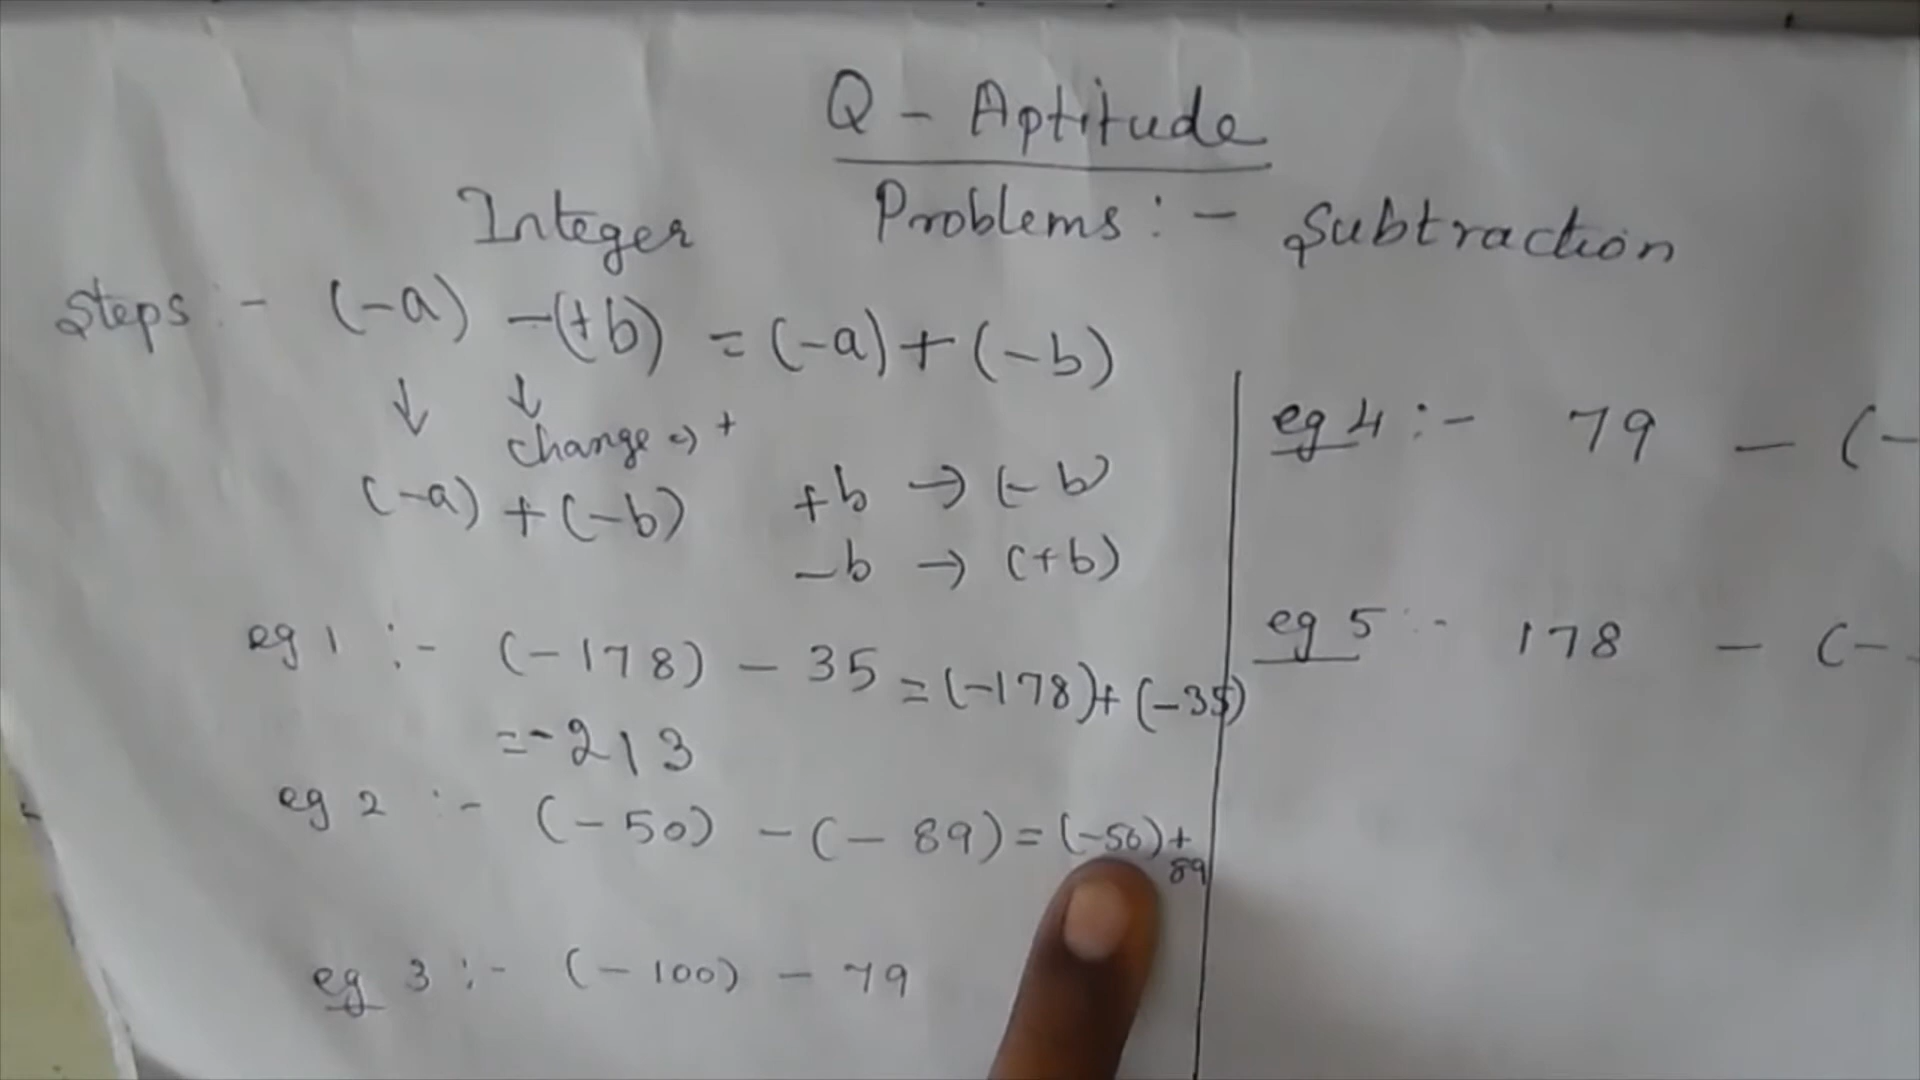 Q - Aptitude
Integer Problems :- Subtraction
Steps :- (-a) -(+b) = (-a) + (-b)
↓ ↓
change => +
(-a) + (-b) +b → (-b)
-b → (+b)
eg 1 :- (-178) - 35 = (-178) + (-35)
= -213
eg 2 :- (-50) - (-89) = (-50) +
89
eg 3 :- (-100) - 79
eg 4 :- 79 - (-
eg 5 :- 178 - (-